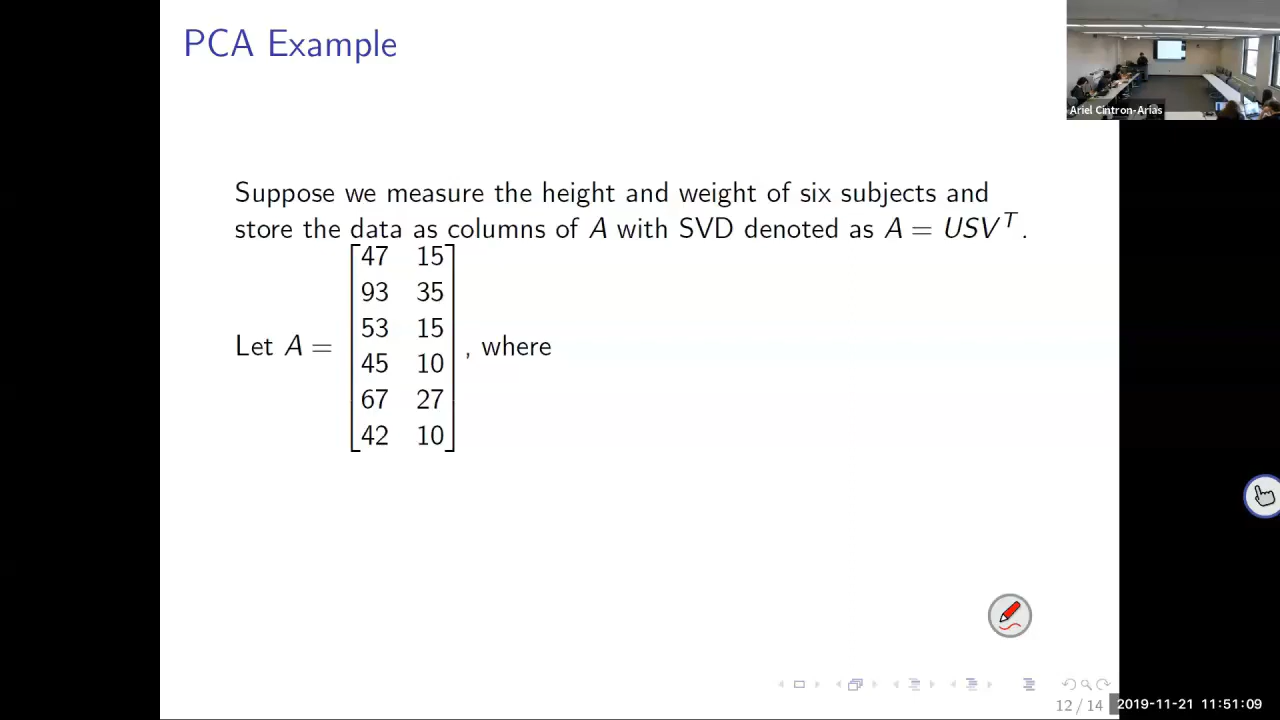 PCA Example
Ariel Cintron-Arias
Suppose we measure the height and weight of six subjects and
store the data as columns of A with SVD denoted as A = USV^T.
47 15
93 35
53 15
Let A = , where
45 10
67 27
42 10
12 / 14
2019-11-21 11:51:09